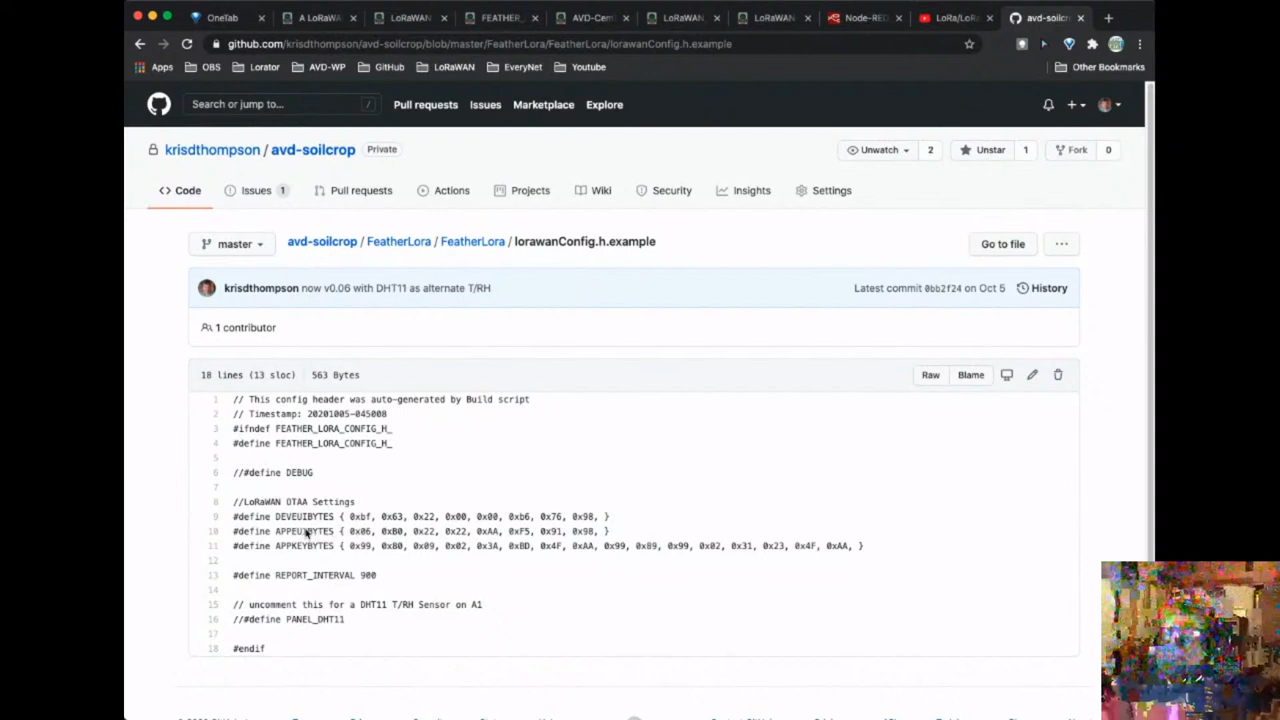 OneTab
A LoRaWAN
LoRaWAN
FEATHER_
AVD-Cem
LoRaWAN
LoRaWAN
Node-RED
LoRa/LoRa
avd-soilcrop
github.com/krisdthompson/avd-soilcrop/blob/master/FeatherLora/FeatherLora/lorawanConfig.h.example
Apps OBS Lorator AVD-WP GitHub LoRaWAN EveryNet Youtube Other Bookmarks
Search or jump to... / Pull requests Issues Marketplace Explore
krisdthompson / avd-soilcrop Private Unwatch 2 Unstar 1 Fork 0
<> Code Issues 1 Pull requests Actions Projects Wiki Security Insights Settings
master avd-soilcrop / FeatherLora / FeatherLora / lorawanConfig.h.example Go to file ...
krisdthompson now v0.06 with DHT11 as alternate T/RH Latest commit 0bb2f24 on Oct 5 History
1 contributor
18 lines (13 sloc) 563 Bytes Raw Blame
1 // This config header was auto-generated by Build script
2 // Timestamp: 20201005-045008
3 #ifndef FEATHER_LORA_CONFIG_H_
4 #define FEATHER_LORA_CONFIG_H_
5
6 //#define DEBUG
7
8 //LoRaWAN OTAA Settings
9 #define DEVEUIBYTES { 0xbf, 0x63, 0x22, 0x00, 0x00, 0xb6, 0x76, 0x98, }
10 #define APPEUIBYTES { 0x06, 0xB0, 0x22, 0x22, 0xAA, 0xF5, 0x91, 0x98, }
11 #define APPKEYBYTES { 0x99, 0x80, 0x09, 0x02, 0x3A, 0xBD, 0x4F, 0xAA, 0x99, 0x89, 0x99, 0x02, 0x31, 0x23, 0x4F, 0xAA, }
12
13 #define REPORT_INTERVAL 900
14
15 // uncomment this for a DHT11 T/RH Sensor on A1
16 //#define PANEL_DHT11
17
18 #endif